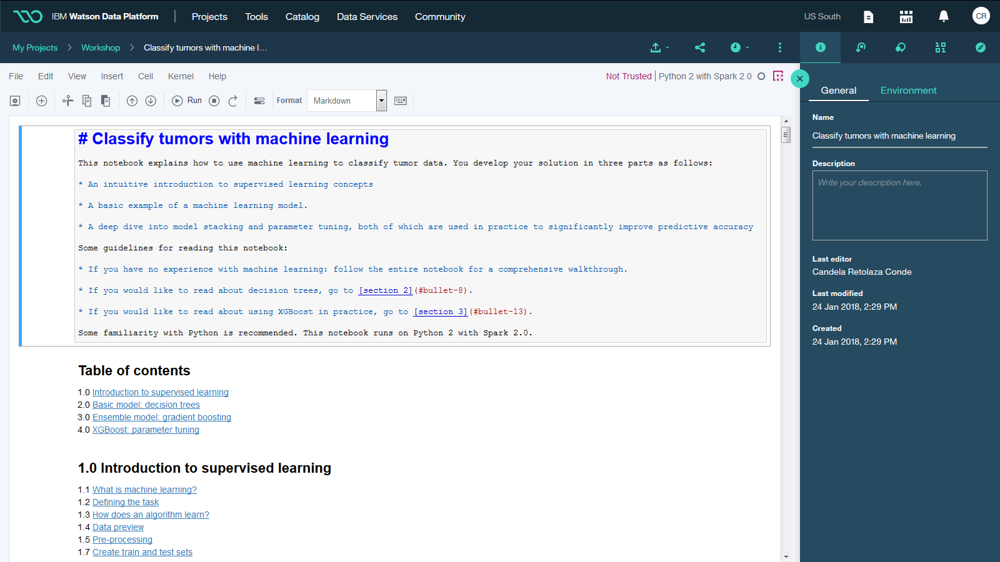 IBM Watson Data Platform
Projects
Tools
Catalog
Data Services
Community
US South
CR
My Projects > Workshop > Classify tumors with machine l...
File
Edit
View
Insert
Cell
Kernel
Help
Not Trusted | Python 2 with Spark 2.0
Run
Format
Markdown
# Classify tumors with machine learning
This notebook explains how to use machine learning to classify tumor data. You develop your solution in three parts as follows:
* An intuitive introduction to supervised learning concepts
* A basic example of a machine learning model.
* A deep dive into model stacking and parameter tuning, both of which are used in practice to significantly improve predictive accuracy
Some guidelines for reading this notebook:
* If you have no experience with machine learning: follow the entire notebook for a comprehensive walkthrough.
* If you would like to read about decision trees, go to [section 2](#bullet-8).
* If you would like to read about using XGBoost in practice, go to [section 3](#bullet-13).
Some familiarity with Python is recommended. This notebook runs on Python 2 with Spark 2.0.
Table of contents
1.0 Introduction to supervised learning
2.0 Basic model: decision trees
3.0 Ensemble model: gradient boosting
4.0 XGBoost: parameter tuning
1.0 Introduction to supervised learning
1.1 What is machine learning?
1.2 Defining the task
1.3 How does an algorithm learn?
1.4 Data preview
1.5 Pre-processing
1.7 Create train and test sets
General
Environment
Name
Classify tumors with machine learning
Description
Write your description here.
Last editor
Candela Retolaza Conde
Last modified
24 Jan 2018, 2:29 PM
Created
24 Jan 2018, 2:29 PM